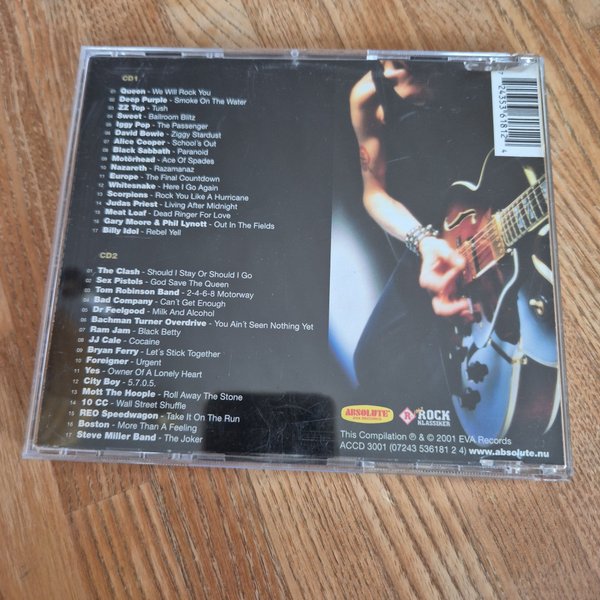 CD1
01 Queen - We Will Rock You
02 Deep Purple - Smoke On The Water
03 ZZ Top - Tush
04 Sweet - Ballroom Blitz
05 Iggy Pop - The Passenger
06 David Bowie - Ziggy Stardust
07 Alice Cooper - School's Out
08 Black Sabbath - Paranoid
09 Motörhead - Ace Of Spades
10 Nazareth - Razamanaz
11 Europe - The Final Countdown
12 Whitesnake - Here I Go Again
13 Scorpions - Rock You Like A Hurricane
14 Judas Priest - Living After Midnight
15 Meat Loaf - Dead Ringer For Love
16 Gary Moore & Phil Lynott - Out In The Fields
17 Billy Idol - Rebel Yell
CD2
01 The Clash - Should I Stay Or Should I Go
02 Sex Pistols - God Save The Queen
03 Tom Robinson Band - 2-4-6-8 Motorway
04 Bad Company - Can't Get Enough
05 Dr Feelgood - Milk And Alcohol
06 Bachman Turner Overdrive - You Ain't Seen Nothing Yet
07 Ram Jam - Black Betty
08 JJ Cale - Cocaine
09 Bryan Ferry - Let's Stick Together
10 Foreigner - Urgent
11 Yes - Owner Of A Lonely Heart
12 City Boy - 5.7.0.5.
13 Mott The Hoople - Roll Away The Stone
14 10 CC - Wall Street Shuffle
15 REO Speedwagon - Take It On The Run
16 Boston - More Than A Feeling
17 Steve Miller Band - The Joker
7 24353 61812 4
ABSOLUTE
R ROCK
KLASSIKER
This Compilation ℗ & © 2001 EVA Records
ACCD 3001 (07243 536181 2 4) www.absolute.nu